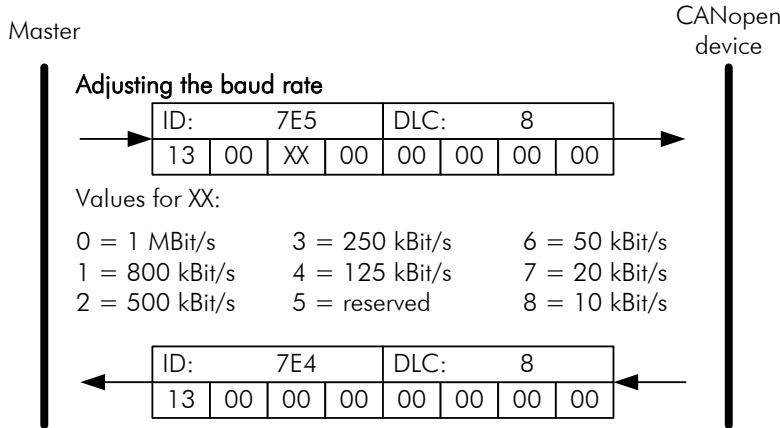 Master
CANopen
device
Adjusting the baud rate
ID: 7E5 DLC: 8
13 00 XX 00 00 00 00 00
Values for XX:
0 = 1 MBit/s 3 = 250 kBit/s 6 = 50 kBit/s
1 = 800 kBit/s 4 = 125 kBit/s 7 = 20 kBit/s
2 = 500 kBit/s 5 = reserved 8 = 10 kBit/s
ID: 7E4 DLC: 8
13 00 00 00 00 00 00 00